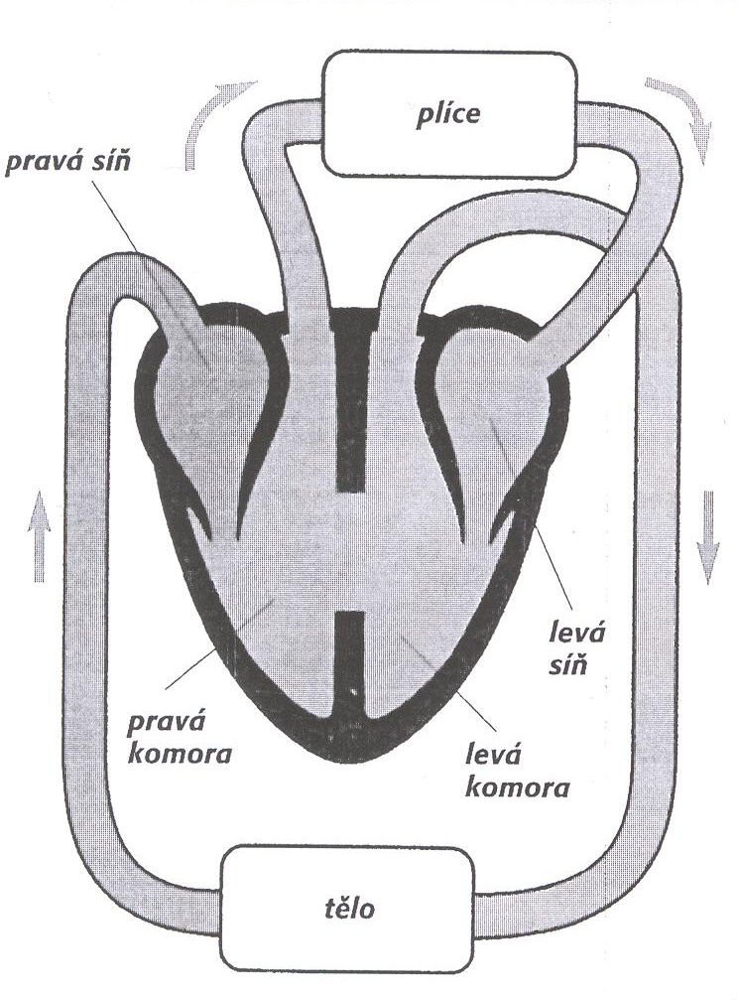 plíce
pravá síň
levá
síň
pravá
komora
levá
komora
tělo